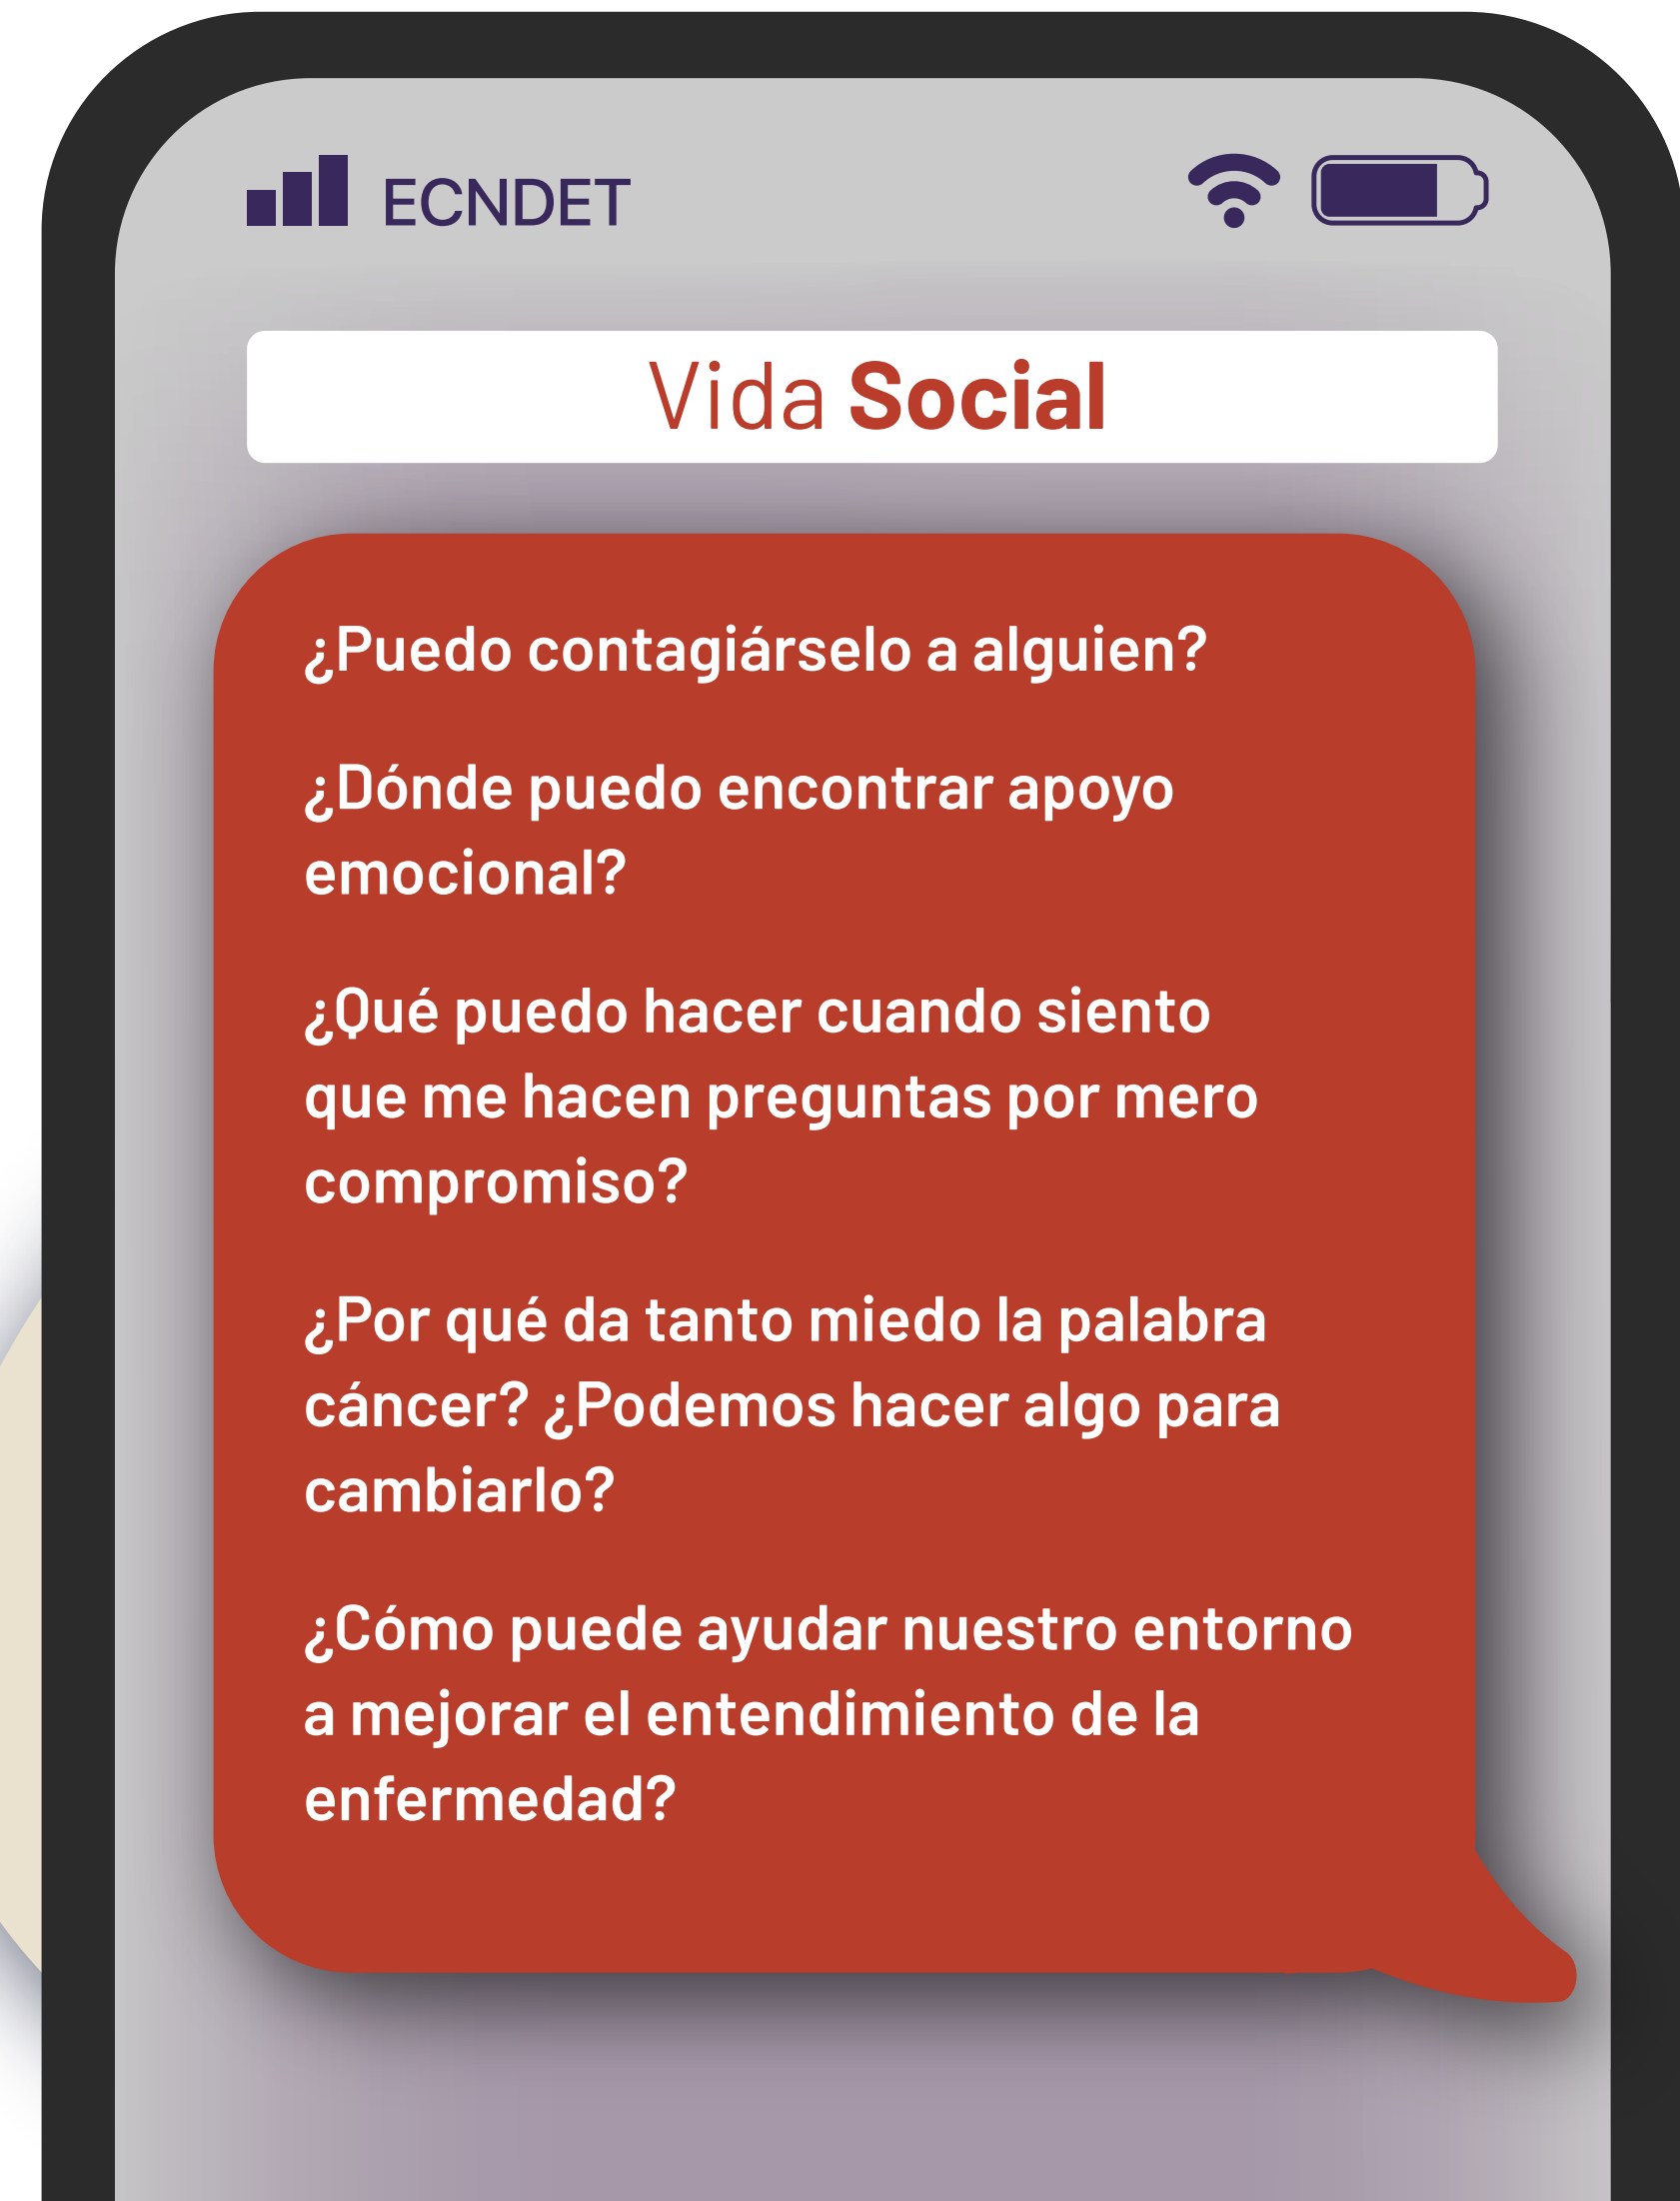 ECNDET
Vida Social
¿Puedo contagiárselo a alguien?
¿Dónde puedo encontrar apoyo
emocional?
¿Qué puedo hacer cuando siento
que me hacen preguntas por mero
compromiso?
¿Por qué da tanto miedo la palabra
cáncer? ¿Podemos hacer algo para
cambiarlo?
¿Cómo puede ayudar nuestro entorno
a mejorar el entendimiento de la
enfermedad?